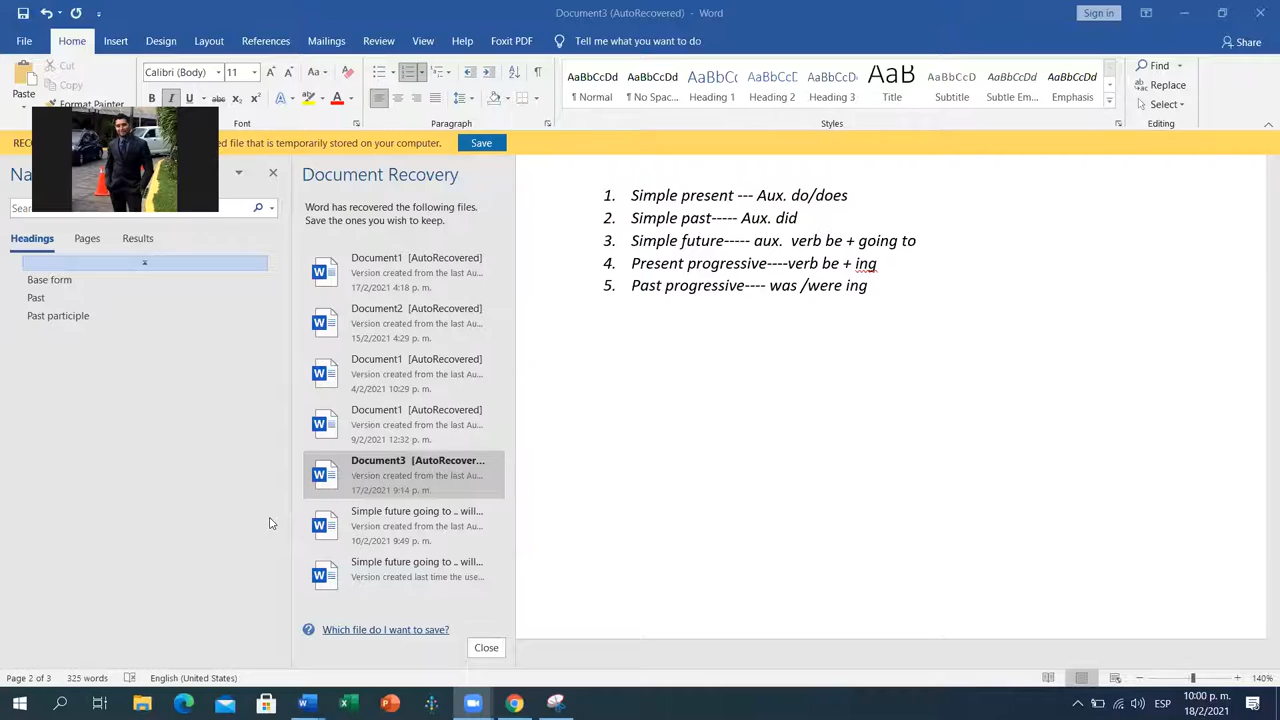 Document3 (AutoRecovered) - Word
Sign in
File Home Insert Design Layout References Mailings Review View Help Foxit PDF Tell me what you want to do
Share
Paste
Cut
Copy
Format Painter
Calibri (Body) 11 A A Aa
B I U abc x₂ x² A A
Font
Paragraph
AaBbCcDd AaBbCcDd AaBbC AaBbCcD AaBbCcD AaB AaBbCcD AaBbCcDd AaBbCcDd
¶ Normal ¶ No Spac... Heading 1 Heading 2 Heading 3 Title Subtitle Subtle Em... Emphasis
Styles
Find
Replace
Select
Editing
REC
ed file that is temporarily stored on your computer. Save
Na
Sear
Headings Pages Results
Base form
Past
Past participle
Document Recovery
Word has recovered the following files.
Save the ones you wish to keep.
Document1 [AutoRecovered]
Version created from the last Au...
17/2/2021 4:18 p. m.
Document2 [AutoRecovered]
Version created from the last Au...
15/2/2021 4:29 p. m.
Document1 [AutoRecovered]
Version created from the last Au...
4/2/2021 10:29 p. m.
Document1 [AutoRecovered]
Version created from the last Au...
9/2/2021 12:32 p. m.
Document3 [AutoRecover...
Version created from the last Au...
17/2/2021 9:14 p. m.
Simple future going to .. will...
Version created from the last Au...
10/2/2021 9:49 p. m.
Simple future going to .. will...
Version created last time the use...
Which file do I want to save?
Close
1. Simple present --- Aux. do/does
2. Simple past----- Aux. did
3. Simple future----- aux. verb be + going to
4. Present progressive----verb be + ing
5. Past progressive---- was /were ing
Page 2 of 3 325 words English (United States)
140%
10:00 p. m.
18/2/2021